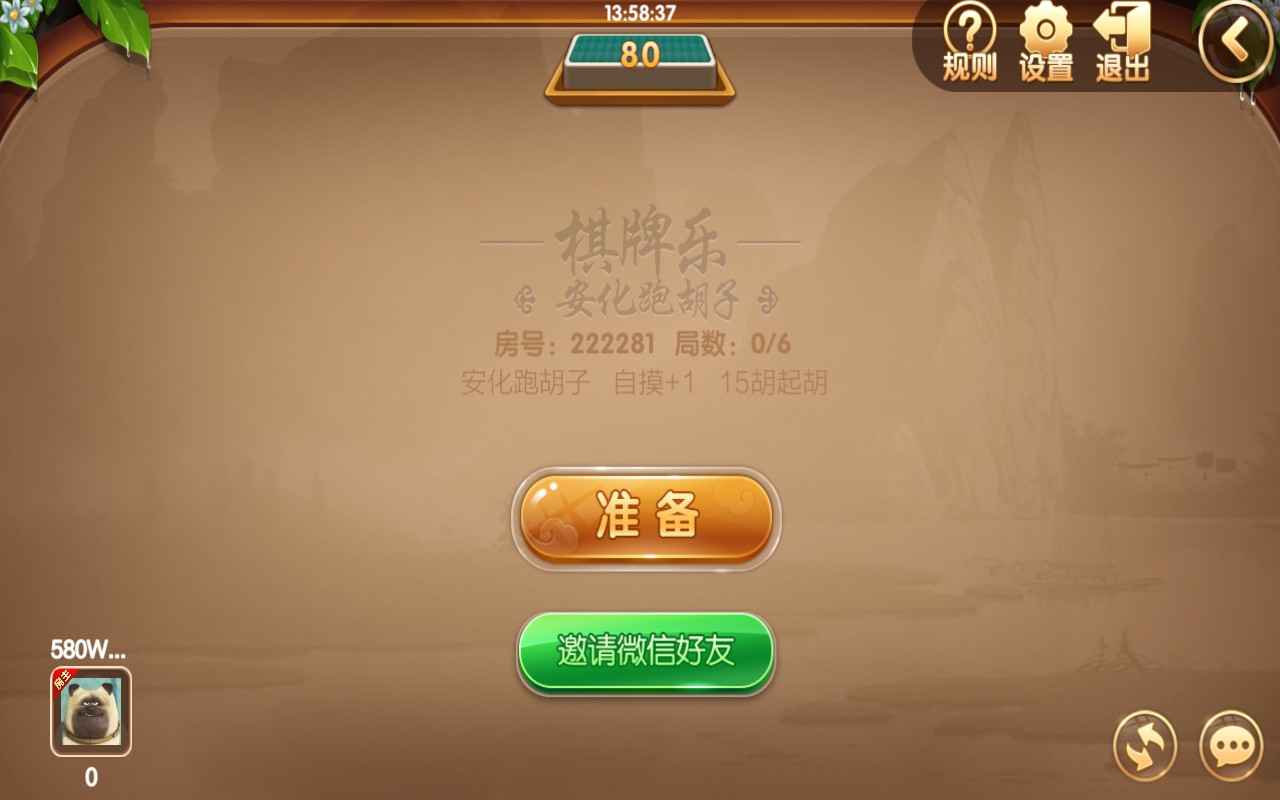 13:58:37
80
规则 设置 退出
棋牌乐
安化跑胡子
房号：222281 局数：0/6
安化跑胡子 自摸+1 15胡起胡
准备
邀请微信好友
580W...
房主
0